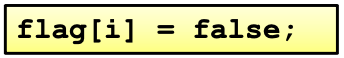 flag[i] = false;